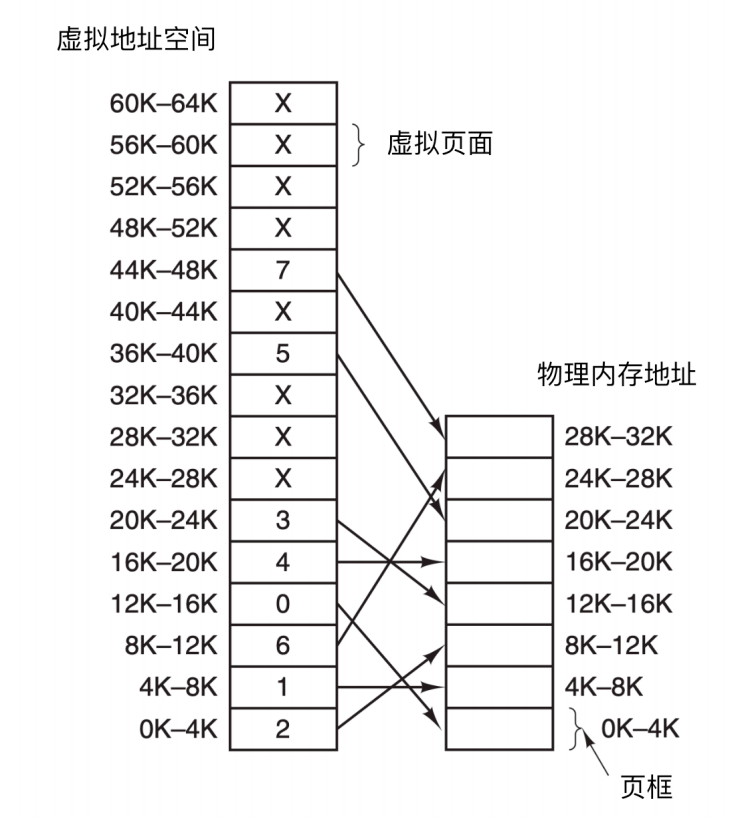 虚拟地址空间
60K–64K X
56K–60K X 虚拟页面
52K–56K X
48K–52K X
44K–48K 7
40K–44K X
36K–40K 5
物理内存地址
32K–36K X
28K–32K X 28K–32K
24K–28K X 24K–28K
20K–24K 3 20K–24K
16K–20K 4 16K–20K
12K–16K 0 12K–16K
8K–12K 6 8K–12K
4K–8K 1 4K–8K
0K–4K 2 0K–4K
页框